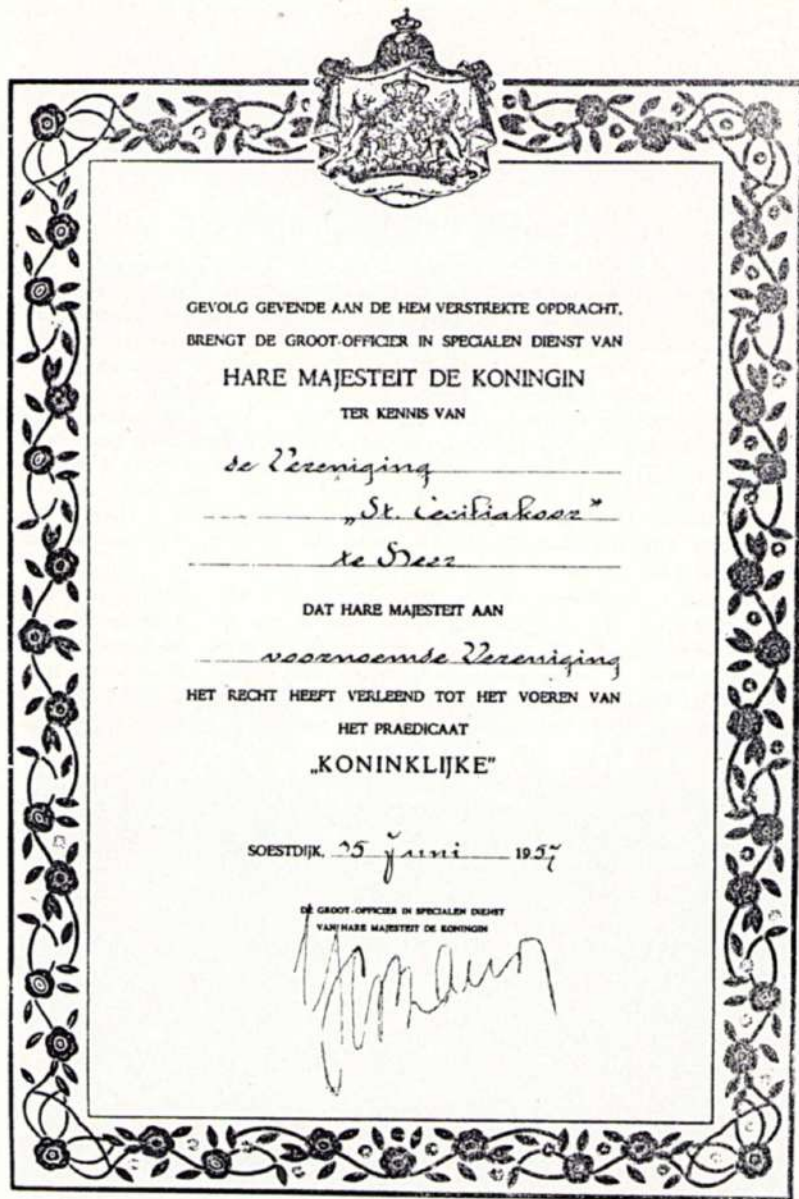 GEVOLG GEVENDE AAN DE HEM VERSTREKTE OPDRACHT,
BRENGT DE GROOT-OFFICIER IN SPECIALEN DIENST VAN
HARE MAJESTEIT DE KONINGIN
TER KENNIS VAN
de Vereniging
„St. Ceciliakoor”
te Heer
DAT HARE MAJESTEIT AAN
voornoemde Vereniging
HET RECHT HEEFT VERLEEND TOT HET VOEREN VAN
HET PRAEDICAAT
„KONINKLIJKE”
SOESTDIJK, 25 Juni 1957
DE GROOT-OFFICIER IN SPECIALEN DIENST
VAN HARE MAJESTEIT DE KONINGIN